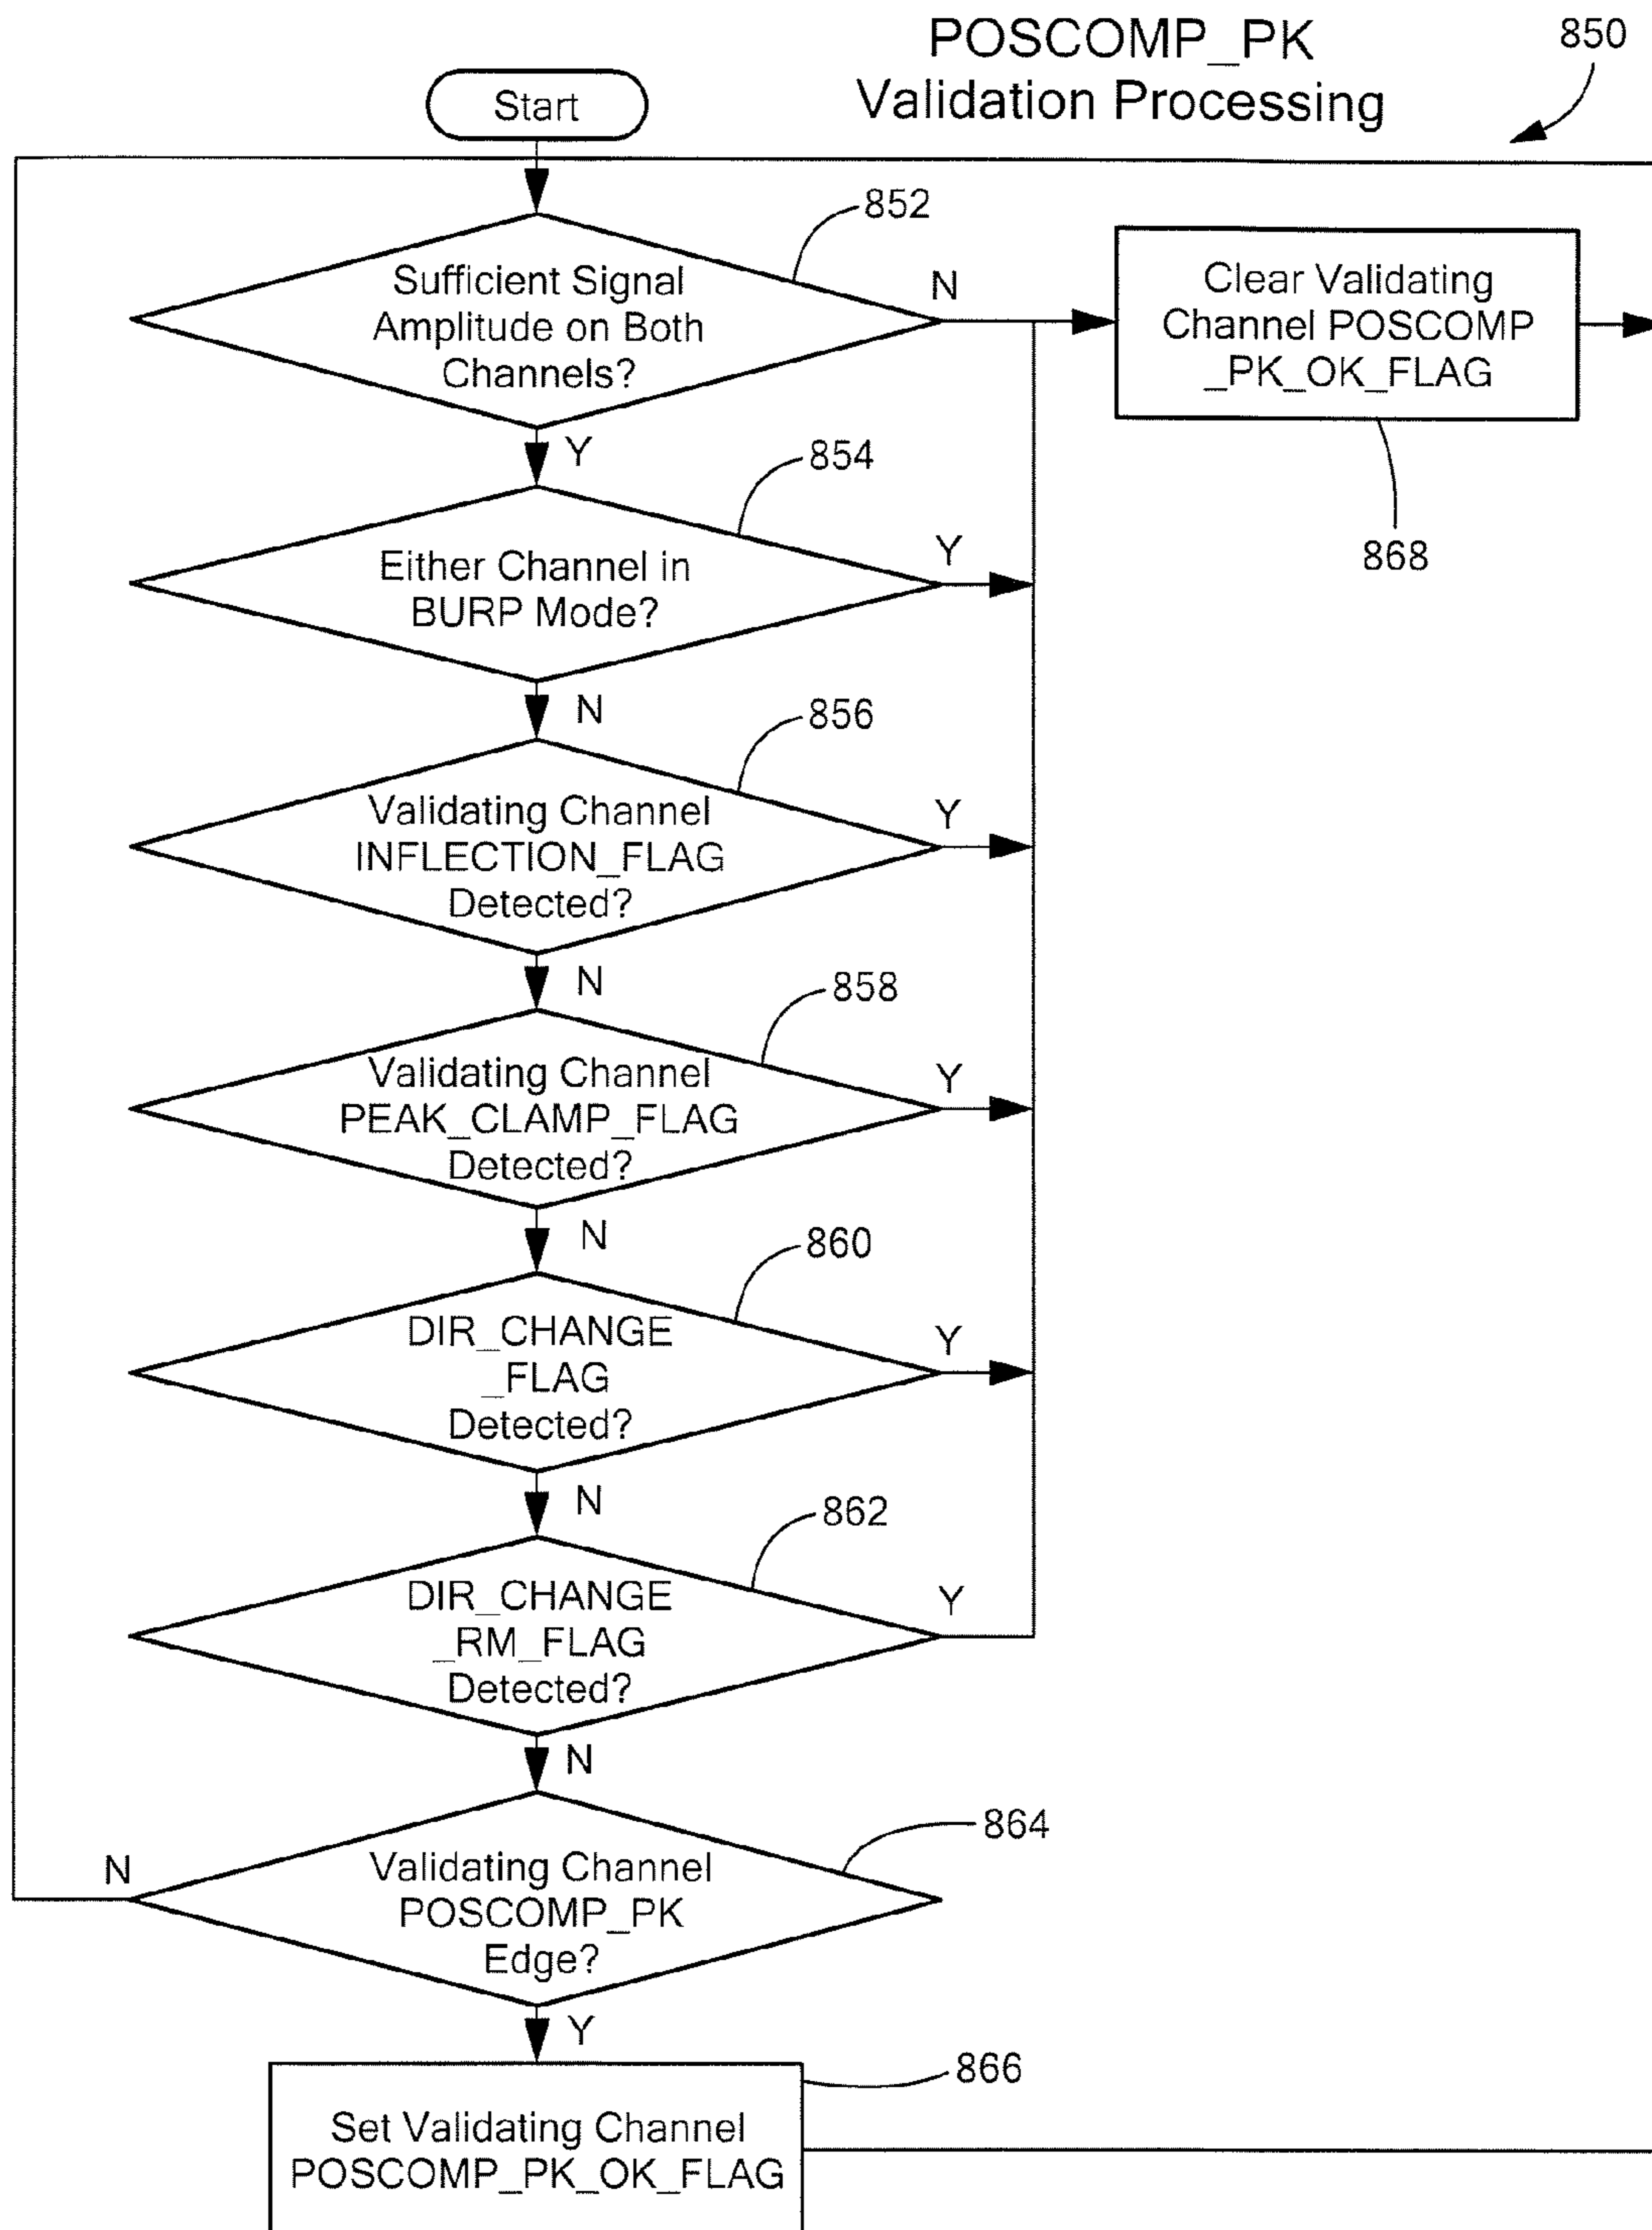 POSCOMP_PK
Validation Processing
850
Start
852
Sufficient Signal
Amplitude on Both
Channels?
N
Clear Validating
Channel POSCOMP
_PK_OK_FLAG
868
Y
854
Either Channel in
BURP Mode?
Y
N
856
Validating Channel
INFLECTION_FLAG
Detected?
Y
N
858
Validating Channel
PEAK_CLAMP_FLAG
Detected?
Y
N
860
DIR_CHANGE
_FLAG
Detected?
Y
N
862
DIR_CHANGE
_RM_FLAG
Detected?
Y
N
864
N
Validating Channel
POSCOMP_PK
Edge?
Y
866
Set Validating Channel
POSCOMP_PK_OK_FLAG